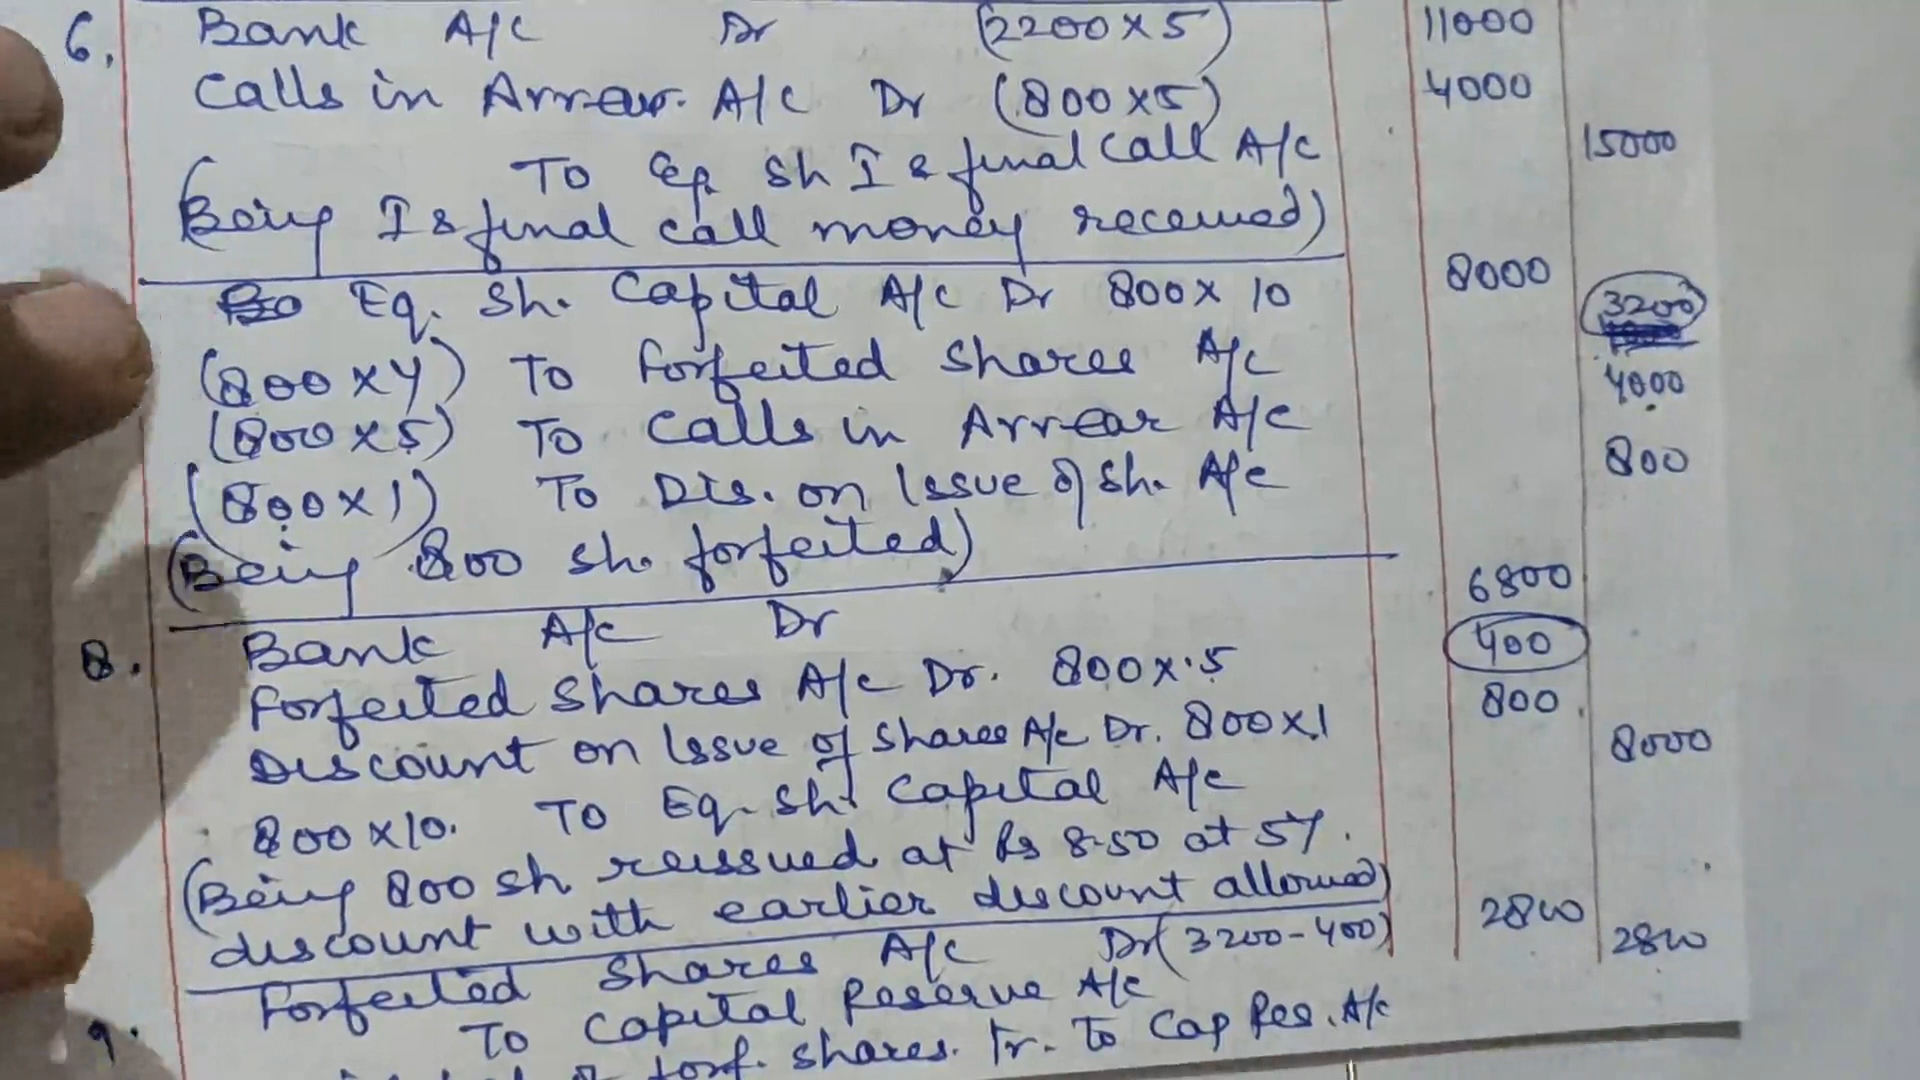 6. Bank A/c Dr (2200 x 5) 11000
Calls in Arrear. A/c Dr (800 x 5) 4000
To Eq. Sh I & final Call A/c 15000
(Being I & final call money received)
Eq. Sh. Capital A/c Dr 800 x 10 8000
(800 x 4) To Forfeited Shares A/c 3200
(800 x 5) To Calls in Arrear A/c 4000
(800 x 1) To Dis. on Issue of Sh. A/c 800
(Being 800 sh. forfeited)
8. Bank A/c Dr 6800
Forfeited Shares A/c Dr. 800 x .5 400
Discount on Issue of Shares A/c Dr. 800 x 1 800
800 x 10. To Eq. Sh. Capital A/c 8000
(Being 800 sh reissued at Rs 8.50 at 5%.
discount with earlier discount allowed)
9. Forfeited Shares A/c Dr (3200-400) 2800
To Capital Reserve A/c 2800
forf. shares. Tr. To Cap Res. A/c